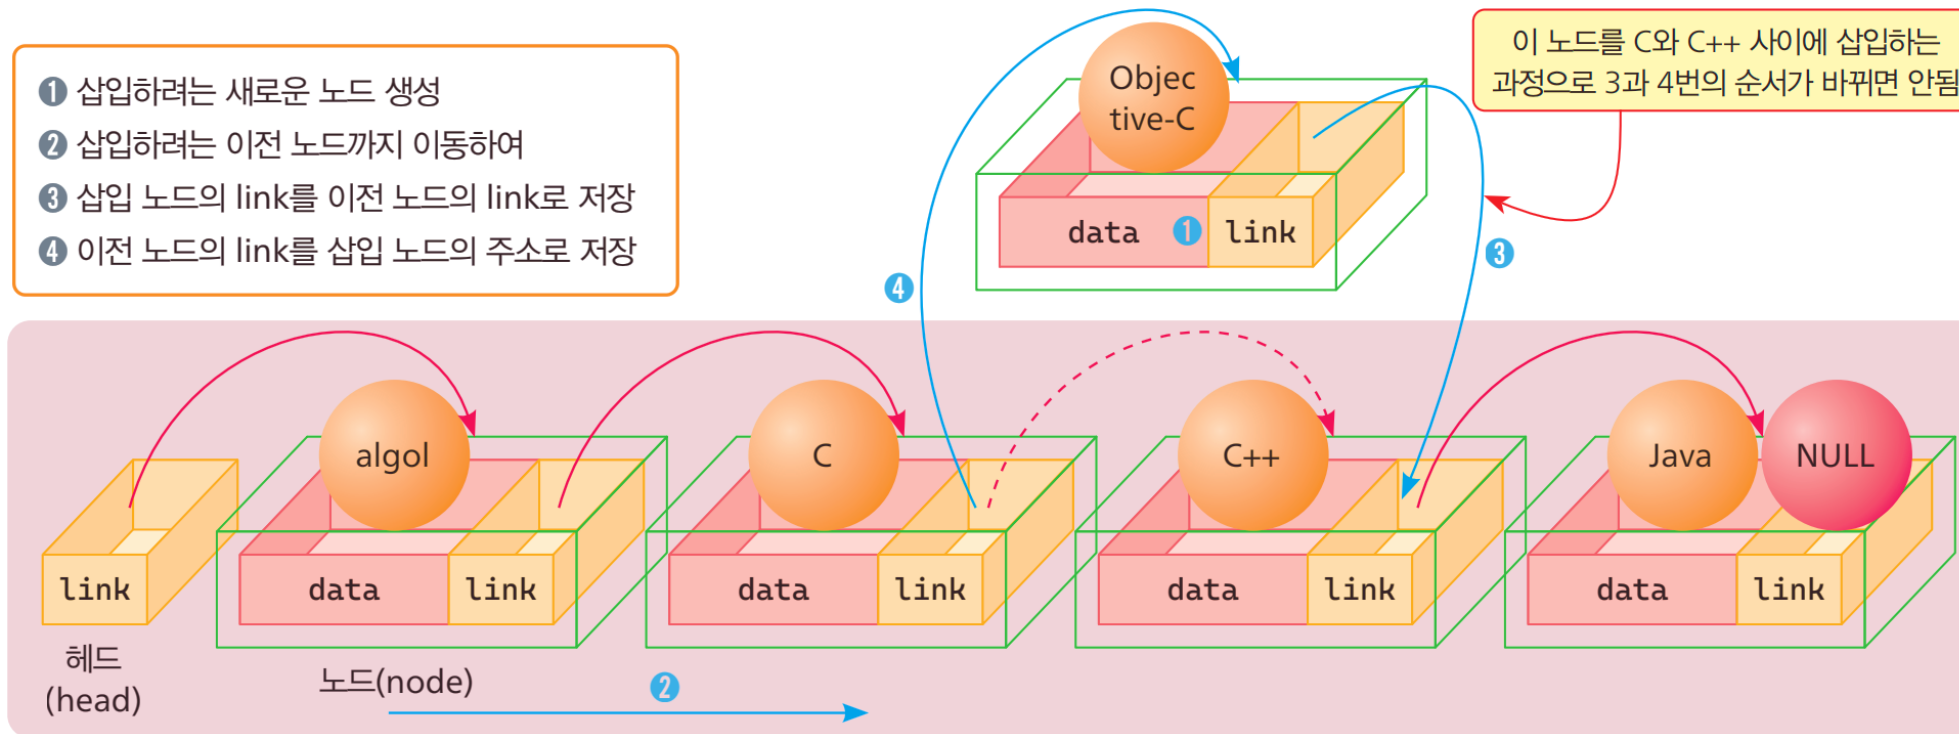 ❶ 삽입하려는 새로운 노드 생성
❷ 삽입하려는 이전 노드까지 이동하여
❸ 삽입 노드의 link를 이전 노드의 link로 저장
❹ 이전 노드의 link를 삽입 노드의 주소로 저장
Objec
tive-C
이 노드를 C와 C++ 사이에 삽입하는
과정으로 3과 4번의 순서가 바뀌면 안됨
data ❶ link
❹
❸
algol
C
C++
Java
NULL
link
data link
data link
data link
data link
헤드
(head)
노드(node)
❷